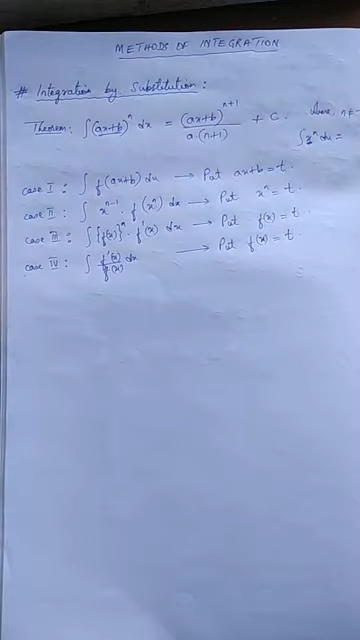 METHODS OF INTEGRATION
# Integration by Substitution:
Theorem: ∫(ax+b)^n dx = (ax+b)^{n+1} / a(n+1) + C. where, n≠-
∫x^n dx =
case I: ∫ f(ax+b) dx → Put ax+b=t.
case II: ∫ x^{n-1} · f(x^n) dx → Put x^n = t.
case III: ∫ {f(x)}^n · f'(x) dx → Put f(x) = t.
case IV: ∫ f'(x)/f(x) dx → Put f(x) = t.